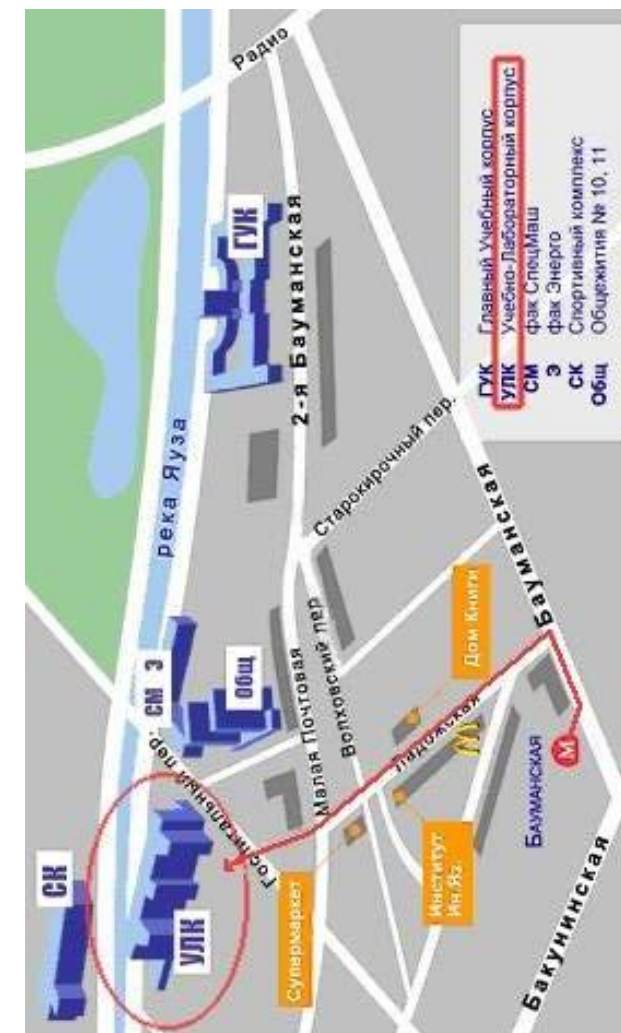 Радио
река Яуза
ГУК
2-я Бауманская
Старокирочный пер.
Бауманская
СМ Э
Общ
Малая Почтовая
Волховский пер
Ладожская
Дом Книги
Госпитальный пер.
СК
УЛК
Супермаркет
Институт
Ин.Яз.
М
БАУМАНСКАЯ
Бакунинская
ГУК Главный Учебный корпус
УЛК Учебно-Лабораторный корпус
СМ фак СпецМаш
Э фак Энерго
СК Спортивный комплекс
Общ Общежития № 10, 11